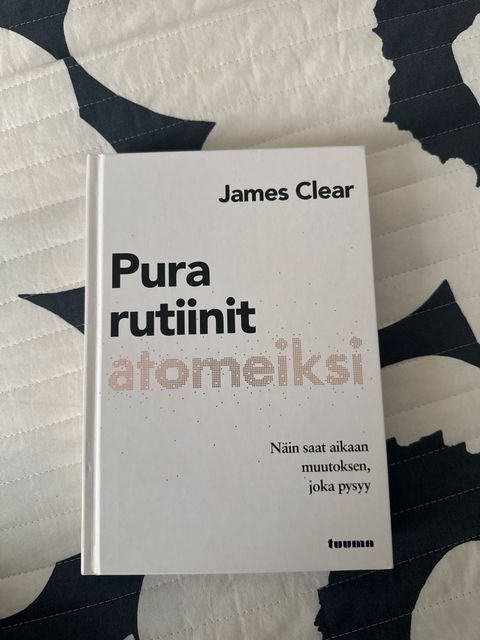 James Clear
Pura
rutiinit
atomeiksi
Näin saat aikaan
muutoksen,
joka pysyy
tuuma